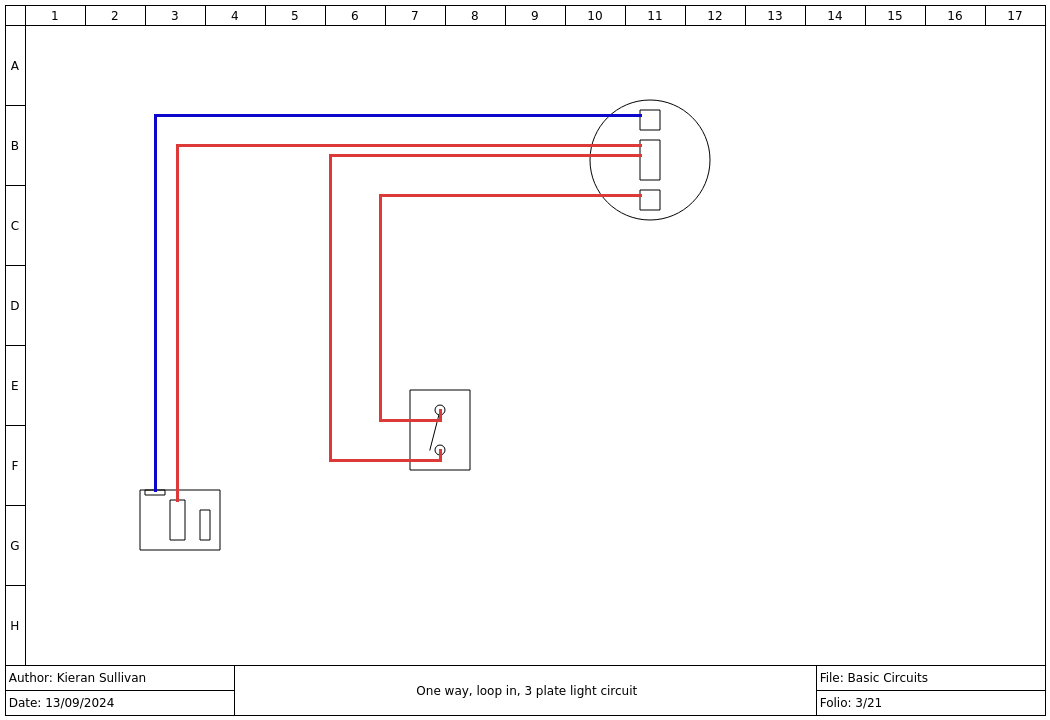 1 2 3 4 5 6 7 8 9 10 11 12 13 14 15 16 17
A
B
C
D
E
F
G
H
Author: Kieran Sullivan
Date: 13/09/2024
One way, loop in, 3 plate light circuit
File: Basic Circuits
Folio: 3/21